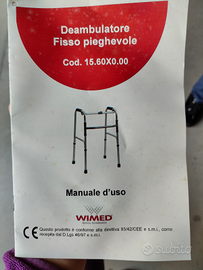 Deambulatore
Fisso pieghevole
Cod. 15.60X0.00
Manuale d'uso
WIMED
CE Questo prodotto è conforme alla direttiva 93/42/CEE e s.m.i., come
recepita dal D.Lgs 46/97 e s.m.i.